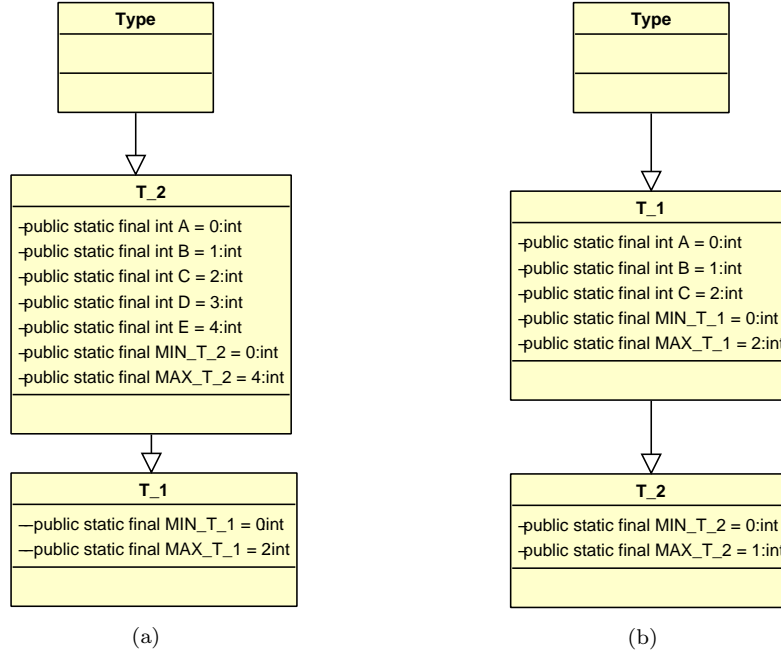 Type
T_2
-public static final int A = 0:int
-public static final int B = 1:int
-public static final int C = 2:int
-public static final int D = 3:int
-public static final int E = 4:int
-public static final MIN_T_2 = 0:int
-public static final MAX_T_2 = 4:int
T_1
--public static final MIN_T_1 = 0:int
--public static final MAX_T_1 = 2:int
(a)
Type
T_1
-public static final int A = 0:int
-public static final int B = 1:int
-public static final int C = 2:int
-public static final MIN_T_1 = 0:int
-public static final MAX_T_1 = 2:int
T_2
-public static final MIN_T_2 = 0:int
-public static final MAX_T_2 = 1:int
(b)